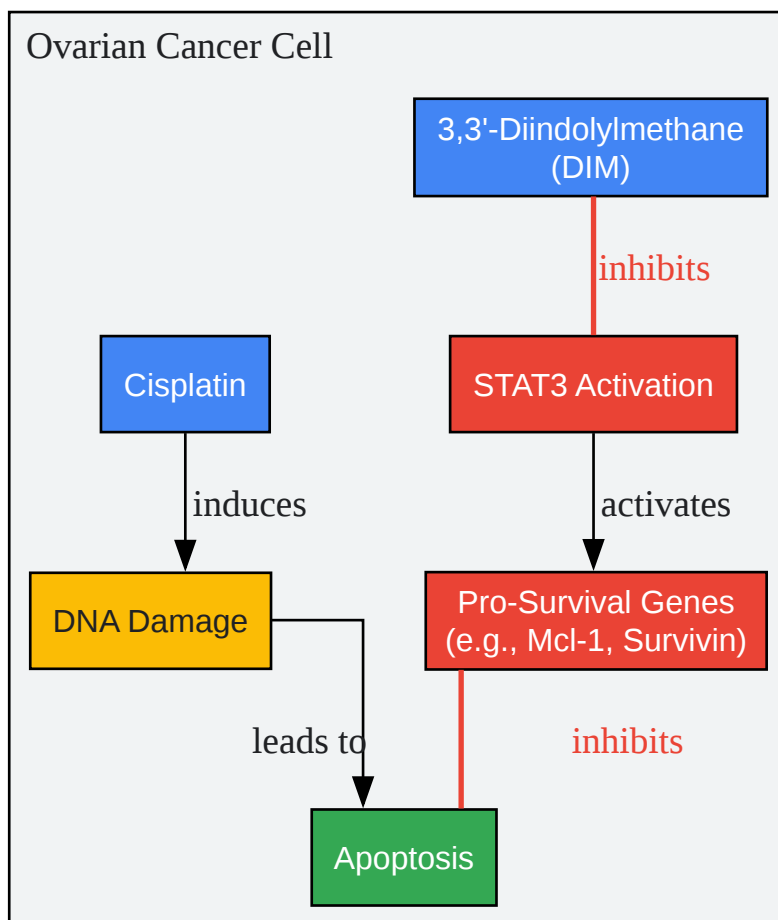 Ovarian Cancer Cell
3,3'-Diindolylmethane
(DIM)
inhibits
Cisplatin
STAT3 Activation
induces
activates
DNA Damage
Pro-Survival Genes
(e.g., Mcl-1, Survivin)
leads to
inhibits
Apoptosis